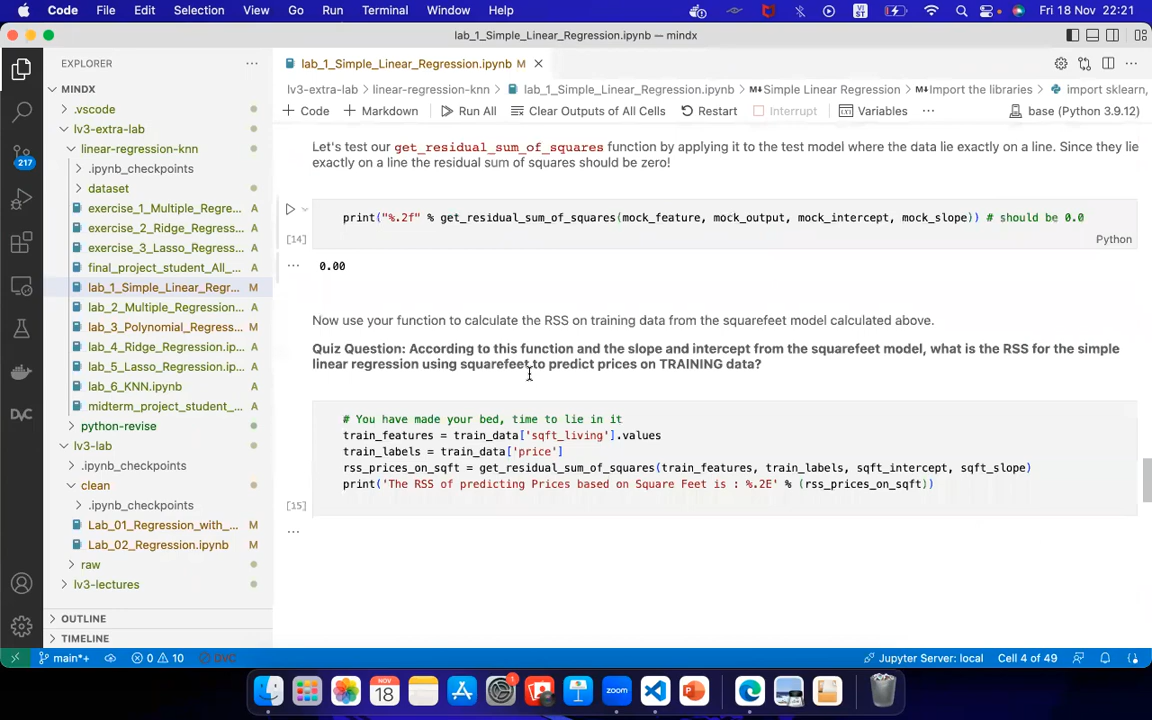 Code File Edit Selection View Go Run Terminal Window Help VI ST Fri 18 Nov 22:21
lab_1_Simple_Linear_Regression.ipynb — mindx
EXPLORER
lab_1_Simple_Linear_Regression.ipynb M
MINDX
lv3-extra-lab > linear-regression-knn > lab_1_Simple_Linear_Regression.ipynb > Simple Linear Regression > Import the libraries > import sklearn,
.vscode
+ Code + Markdown Run All Clear Outputs of All Cells Restart Interrupt Variables base (Python 3.9.12)
lv3-extra-lab
linear-regression-knn
.ipynb_checkpoints
dataset
exercise_1_Multiple_Regre... A
exercise_2_Ridge_Regress... A
exercise_3_Lasso_Regress... A
final_project_student_All_... A
lab_1_Simple_Linear_Regr... M
lab_2_Multiple_Regression... A
lab_3_Polynomial_Regress... M
lab_4_Ridge_Regression.ip... A
lab_5_Lasso_Regression.ip... A
lab_6_KNN.ipynb A
midterm_project_student_... A
python-revise
lv3-lab
.ipynb_checkpoints
clean
.ipynb_checkpoints
Lab_01_Regression_with_... M
Lab_02_Regression.ipynb M
raw
lv3-lectures
OUTLINE
TIMELINE
217
DVC
Let's test our get_residual_sum_of_squares function by applying it to the test model where the data lie exactly on a line. Since they lie
exactly on a line the residual sum of squares should be zero!
print("%.2f" % get_residual_sum_of_squares(mock_feature, mock_output, mock_intercept, mock_slope)) # should be 0.0
[14] Python
0.00
Now use your function to calculate the RSS on training data from the squarefeet model calculated above.
Quiz Question: According to this function and the slope and intercept from the squarefeet model, what is the RSS for the simple
linear regression using squarefeet to predict prices on TRAINING data?
# You have made your bed, time to lie in it
train_features = train_data['sqft_living'].values
train_labels = train_data['price']
rss_prices_on_sqft = get_residual_sum_of_squares(train_features, train_labels, sqft_intercept, sqft_slope)
print('The RSS of predicting Prices based on Square Feet is : %.2E' % (rss_prices_on_sqft))
[15]
main*+ 0 10 DVC Jupyter Server: local Cell 4 of 49
1
NOV
18
zoom